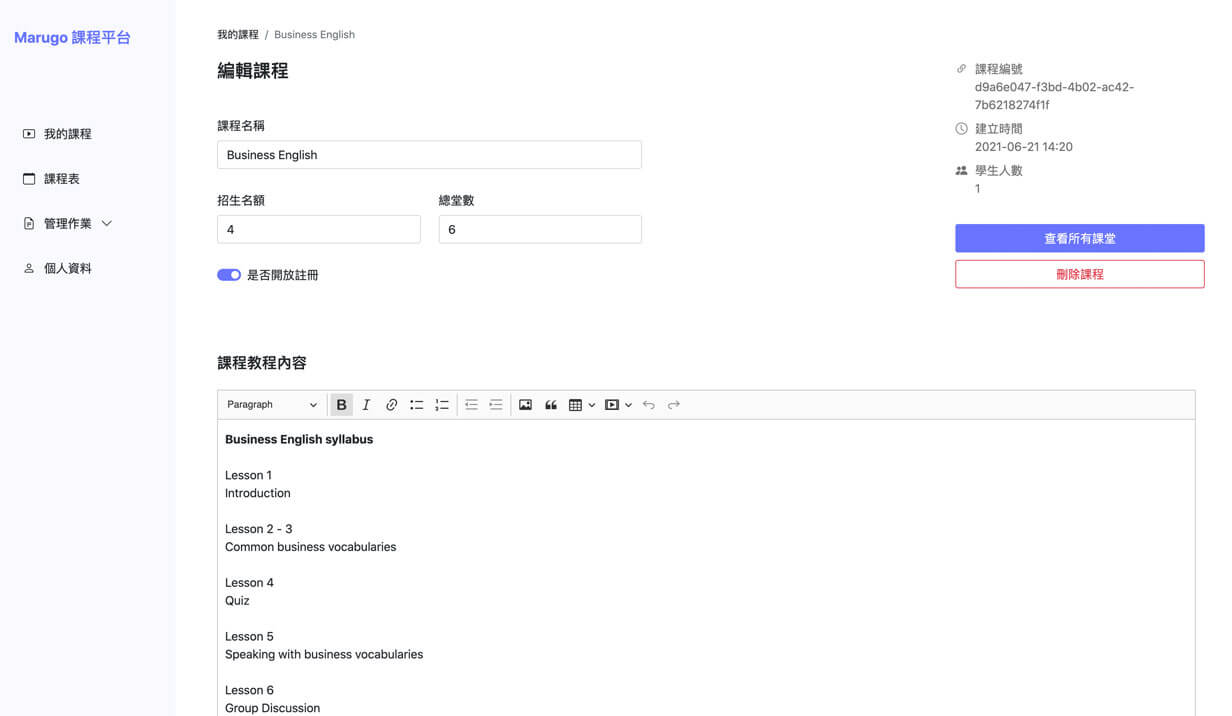 Marugo 課程平台
我的課程
課程表
管理作業
個人資料
我的課程 / Business English
編輯課程
課程名稱
Business English
招生名額
總堂數
4
6
是否開放註冊
課程編號
d9a6e047-f3bd-4b02-ac42-
7b6218274f1f
建立時間
2021-06-21 14:20
學生人數
1
查看所有課堂
刪除課程
課程教程內容
Paragraph
Business English syllabus
Lesson 1
Introduction
Lesson 2 - 3
Common business vocabularies
Lesson 4
Quiz
Lesson 5
Speaking with business vocabularies
Lesson 6
Group Discussion